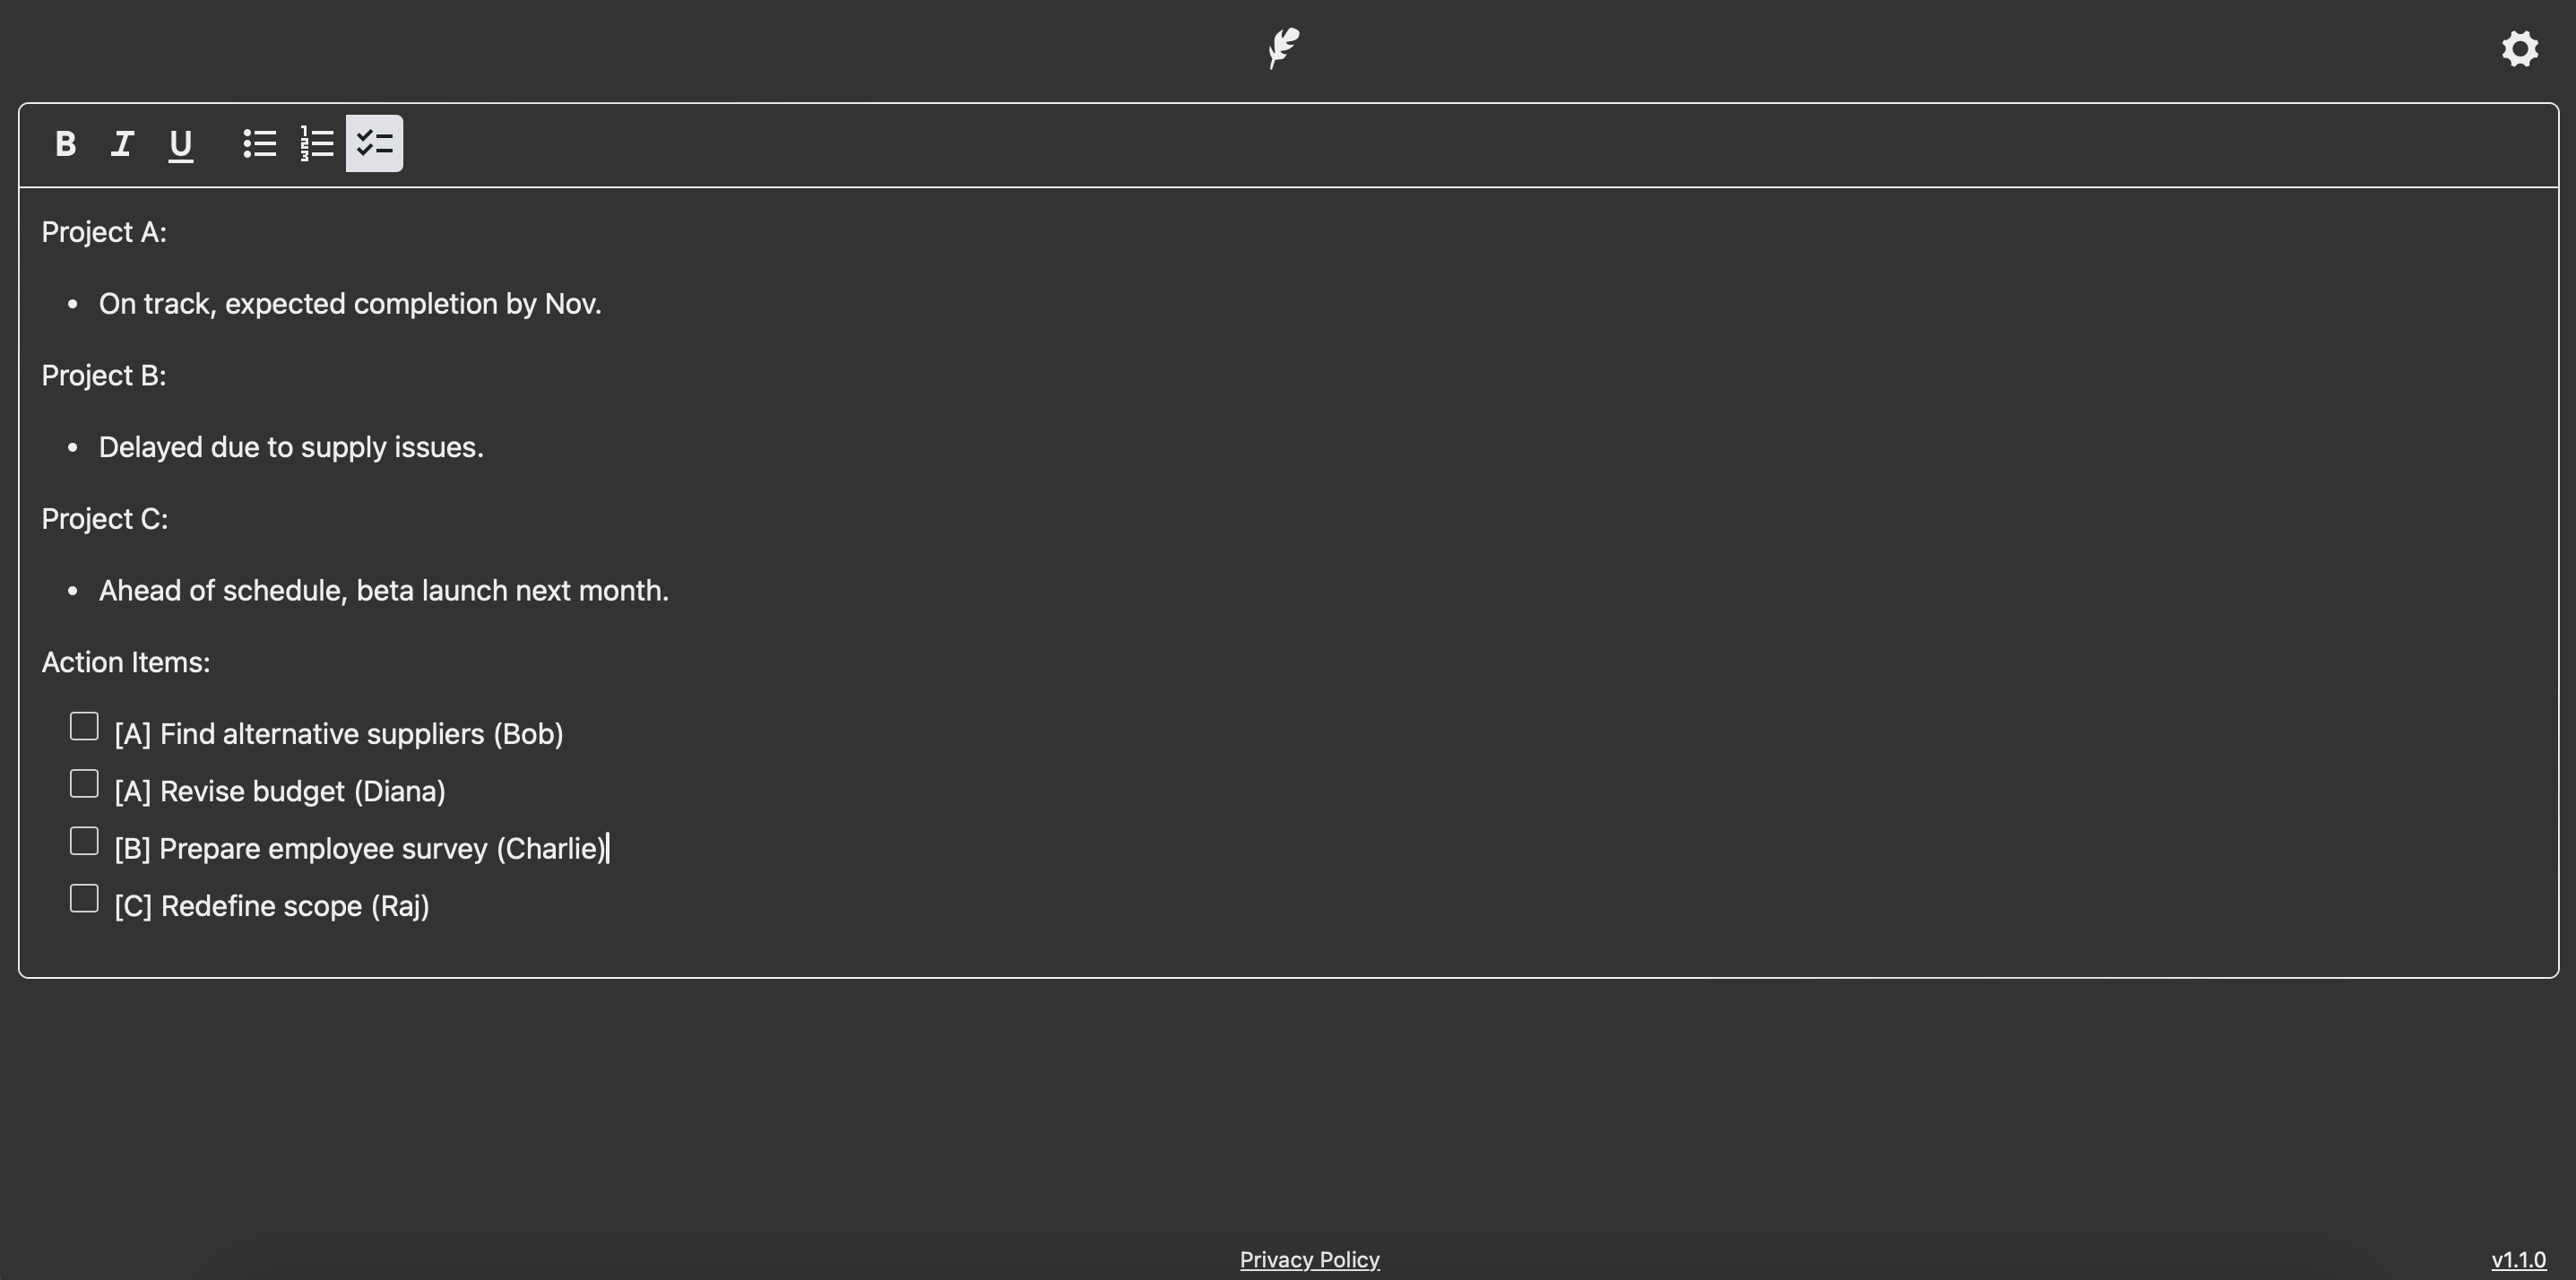 B I U
Project A:
• On track, expected completion by Nov.
Project B:
• Delayed due to supply issues.
Project C:
• Ahead of schedule, beta launch next month.
Action Items:
[A] Find alternative suppliers (Bob)
[A] Revise budget (Diana)
[B] Prepare employee survey (Charlie)
[C] Redefine scope (Raj)
Privacy Policy
v1.1.0